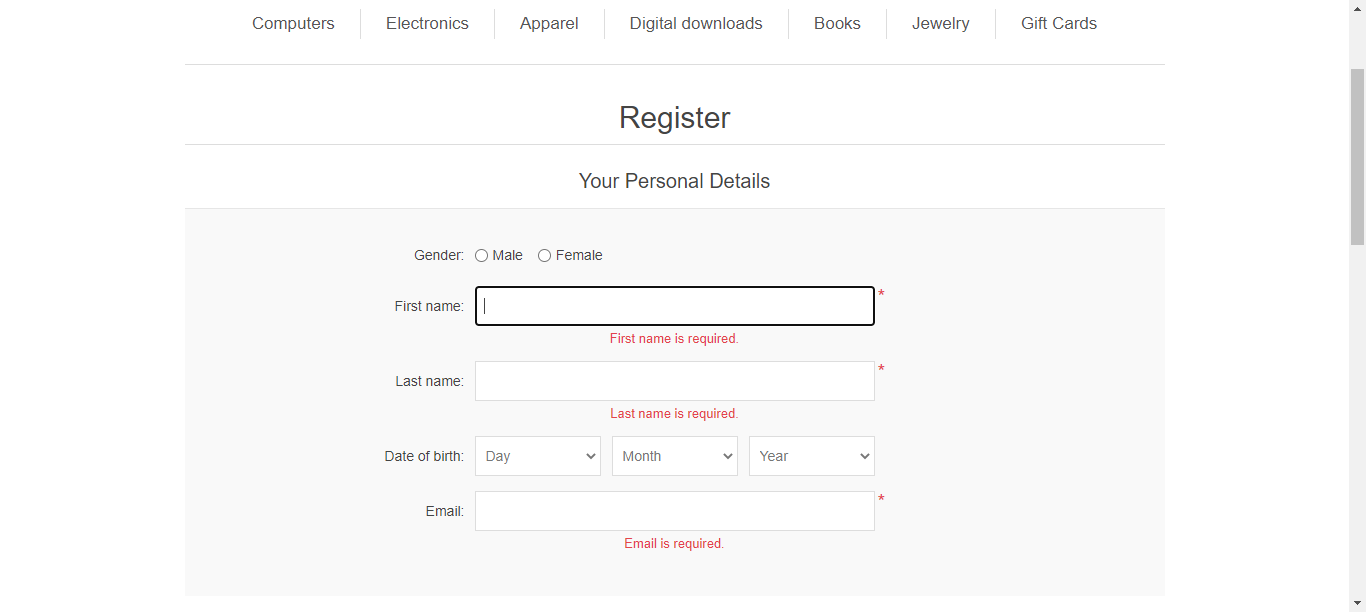 Computers Electronics Apparel Digital downloads Books Jewelry Gift Cards
Register
Your Personal Details
Gender: Male Female
First name: *
First name is required.
Last name: *
Last name is required.
Date of birth: Day Month Year
Email: *
Email is required.